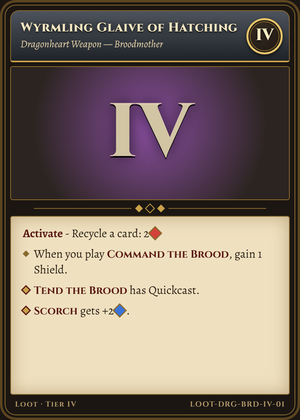 Wyrmling Glaive of Hatching
Dragonheart Weapon — Broodmother
IV
IV
Activate - Recycle a card: 2
When you play Command the Brood, gain 1
Shield.
Tend the Brood has Quickcast.
Scorch gets +2.
Loot · Tier IV
LOOT-DRG-BRD-IV-01